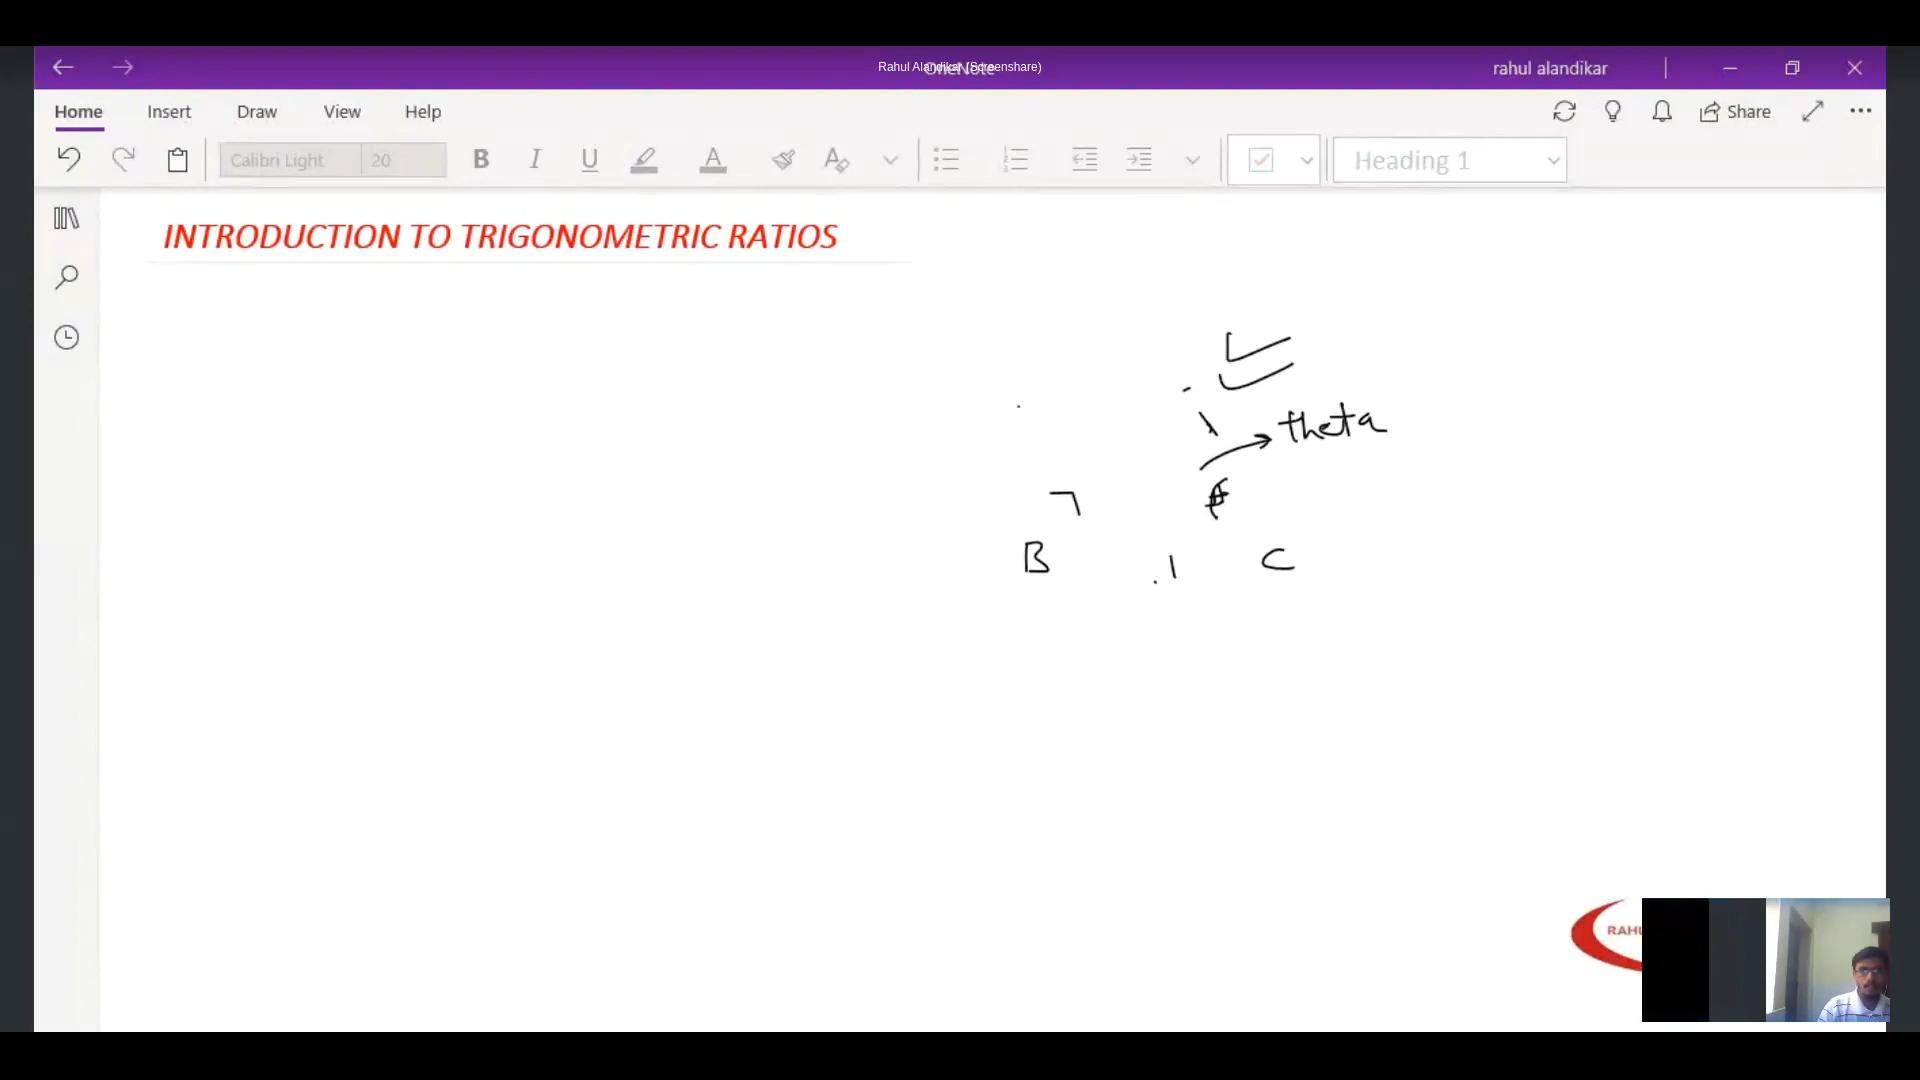 Rahul Alandikar (Screenshare)
rahul alandikar
Home Insert Draw View Help Share
Calibri Light 20 B I U A A Heading 1
INTRODUCTION TO TRIGONOMETRIC RATIOS
theta
B C
RAHU